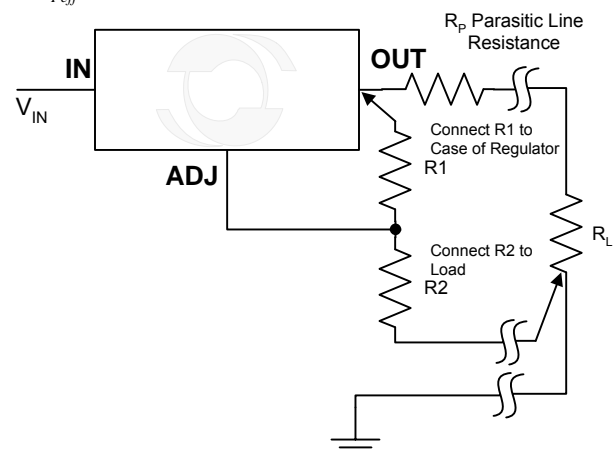 Peff
R_P Parasitic Line
Resistance
IN
OUT
V_IN
Connect R1 to
Case of Regulator
R1
ADJ
R_L
Connect R2 to
Load
R2